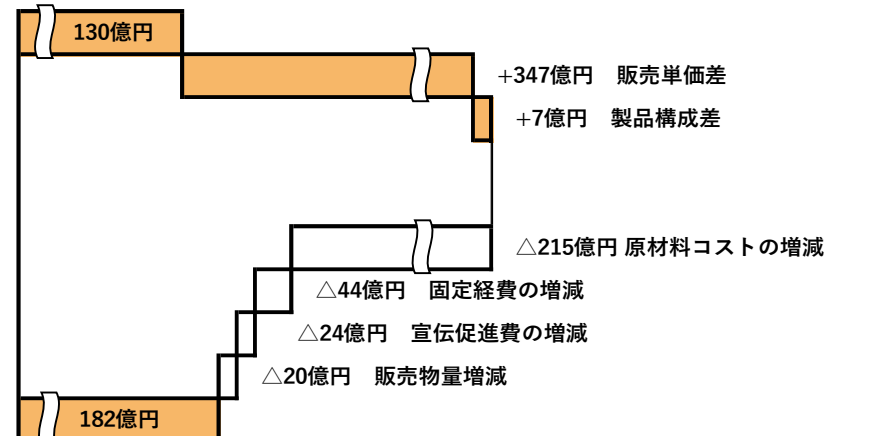 130億円
+347億円 販売単価差
+7億円 製品構成差
△215億円 原材料コストの増減
△44億円 固定経費の増減
△24億円 宣伝促進費の増減
△20億円 販売物量増減
182億円